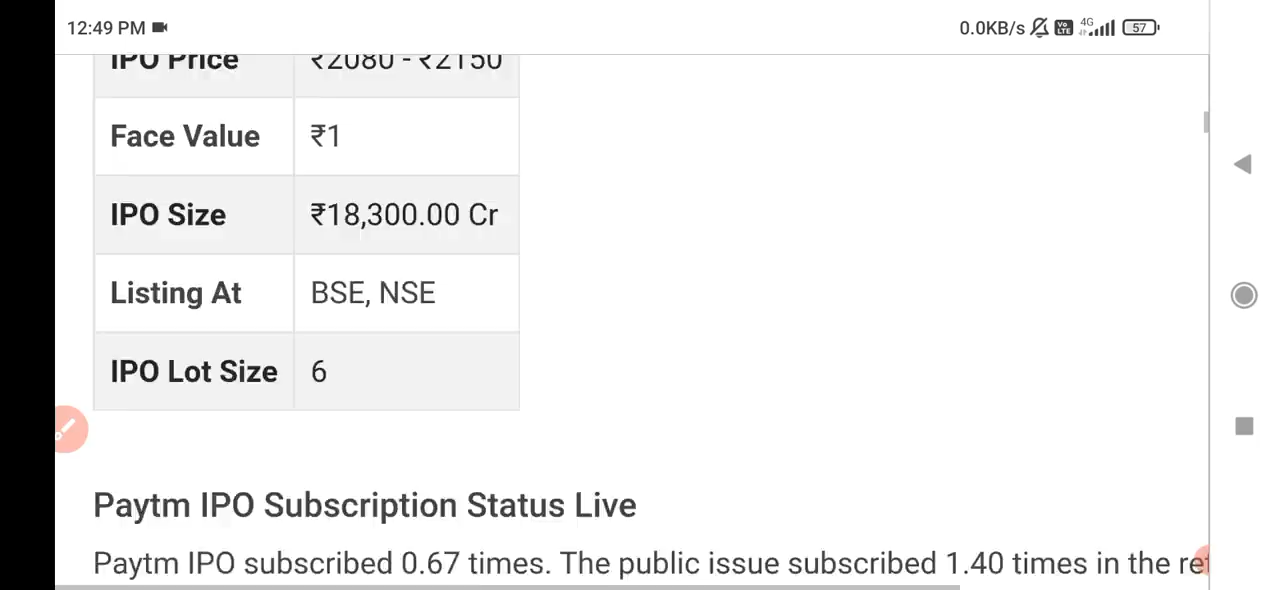 12:49 PM 0.0KB/s 4G 57
IPO Price ₹2080 - ₹2150
Face Value ₹1
IPO Size ₹18,300.00 Cr
Listing At BSE, NSE
IPO Lot Size 6
Paytm IPO Subscription Status Live
Paytm IPO subscribed 0.67 times. The public issue subscribed 1.40 times in the